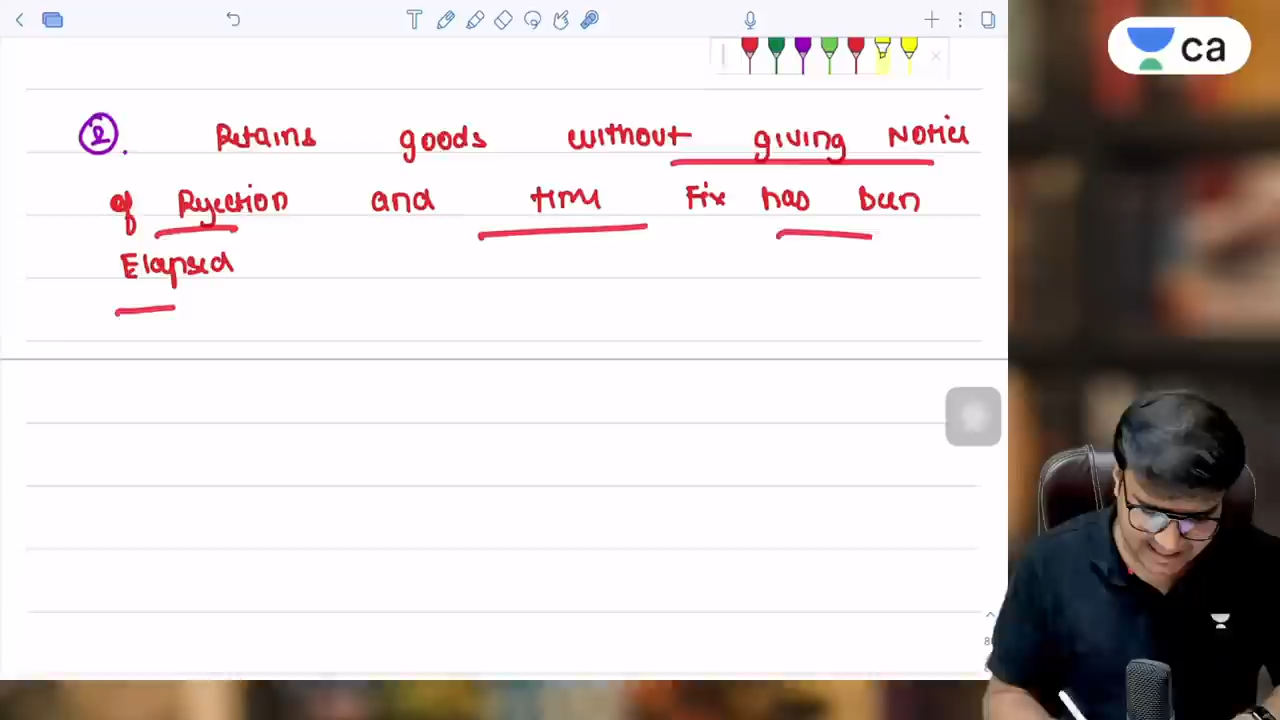 ca
2. Retains goods without giving Notice
of Rejection and time Fix has been
Elapsed